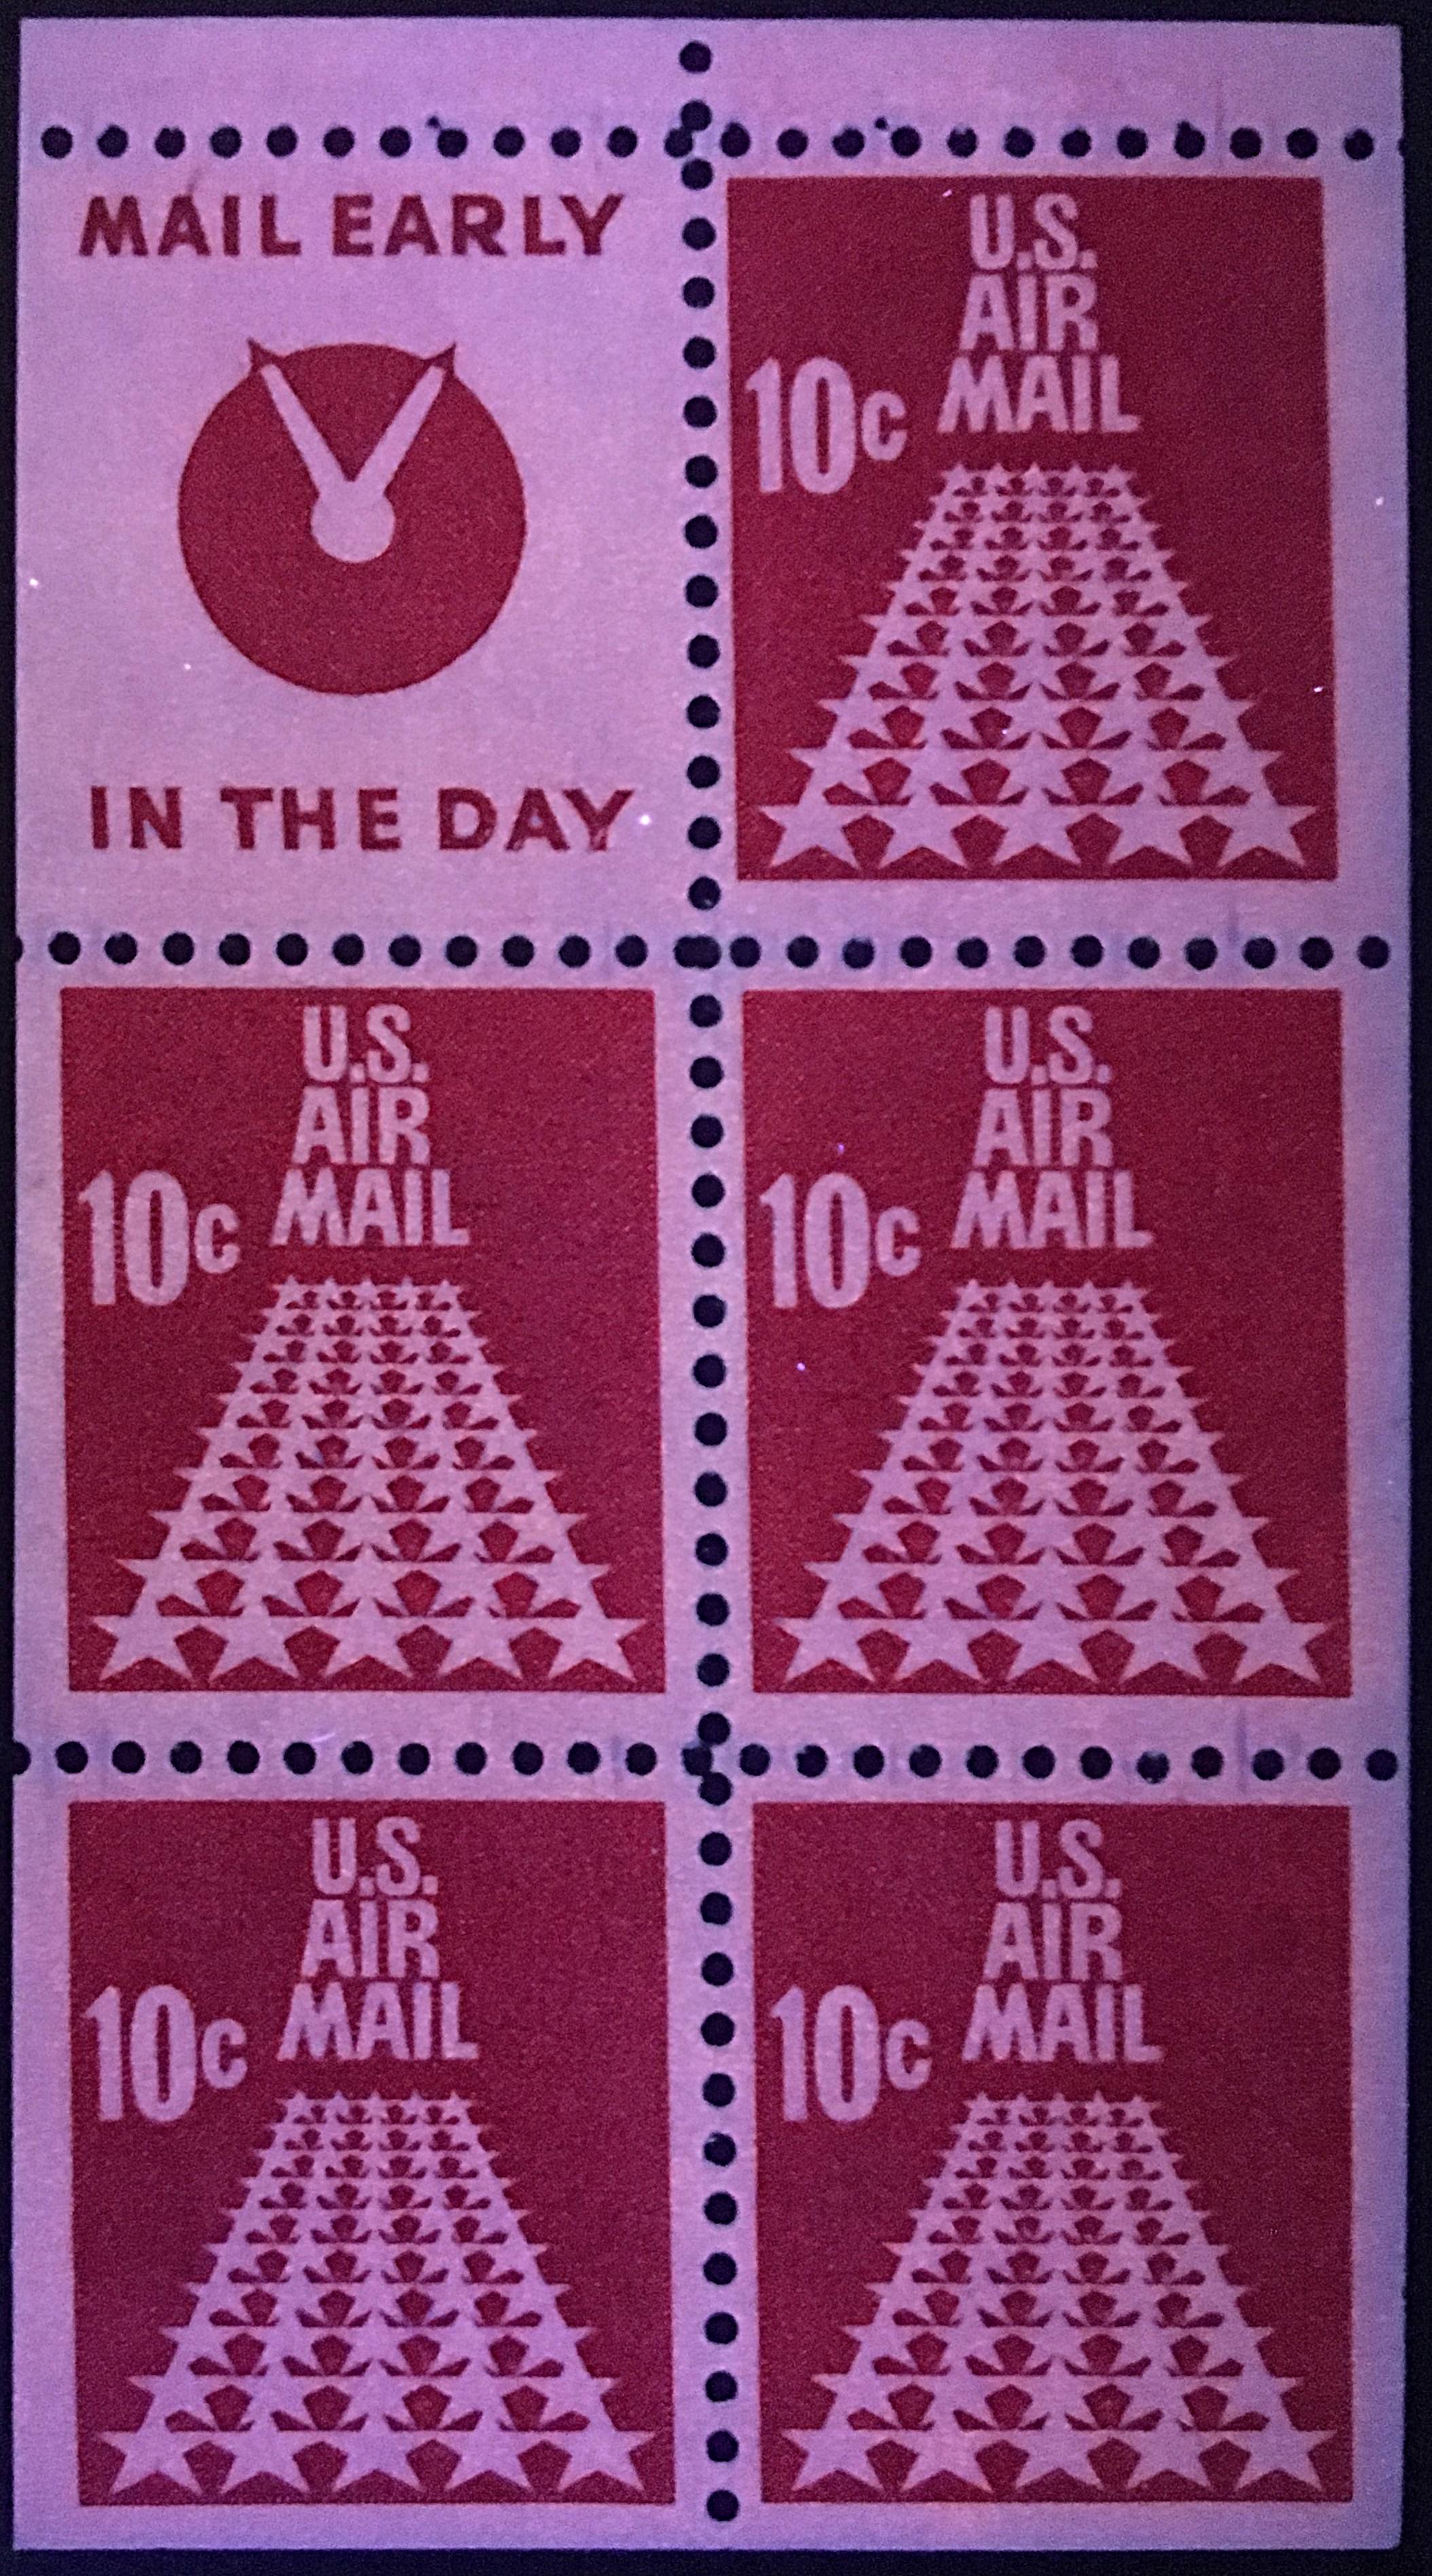 MAIL EARLY
IN THE DAY
U.S.
AIR
MAIL
10c
U.S.
AIR
MAIL
10c
U.S.
AIR
MAIL
10c
U.S.
AIR
MAIL
10c
U.S.
AIR
MAIL
10c